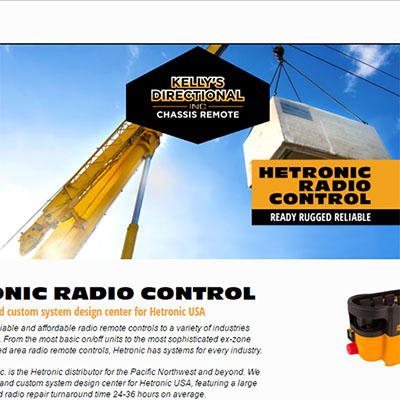 KELLY'S
DIRECTIONAL
INC
CHASSIS REMOTE
HETRONIC
RADIO
CONTROL
READY RUGGED RELIABLE
ONIC RADIO CONTROL
d custom system design center for Hetronic USA
iable and affordable radio remote controls to a variety of industries
. From the most basic on/off units to the most sophisticated ex-zone
ed area radio remote controls, Hetronic has systems for every industry.
c. is the Hetronic distributor for the Pacific Northwest and beyond. We
and custom system design center for Hetronic USA, featuring a large
d radio repair turnaround time 24-36 hours on average.